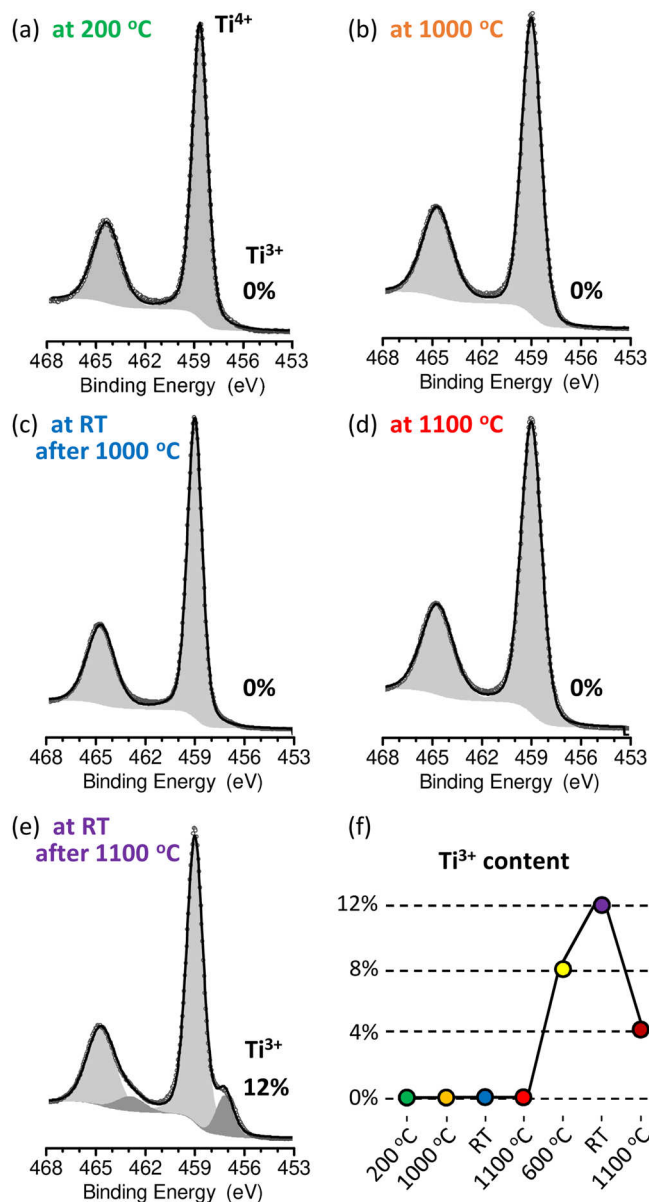 (a) at 200 °C
Ti⁴⁺
Ti³⁺
0%
468 465 462 459 456 453
Binding Energy (eV)
(b) at 1000 °C
0%
468 465 462 459 456 453
Binding Energy (eV)
(c) at RT
after 1000 °C
0%
468 465 462 459 456 453
Binding Energy (eV)
(d) at 1100 °C
0%
468 465 462 459 456 453
Binding Energy (eV)
(e) at RT
after 1100 °C
Ti³⁺
12%
468 465 462 459 456 453
Binding Energy (eV)
(f)
Ti³⁺ content
12%
8%
4%
0%
200 °C 1000 °C RT 1100 °C 600 °C RT 1100 °C